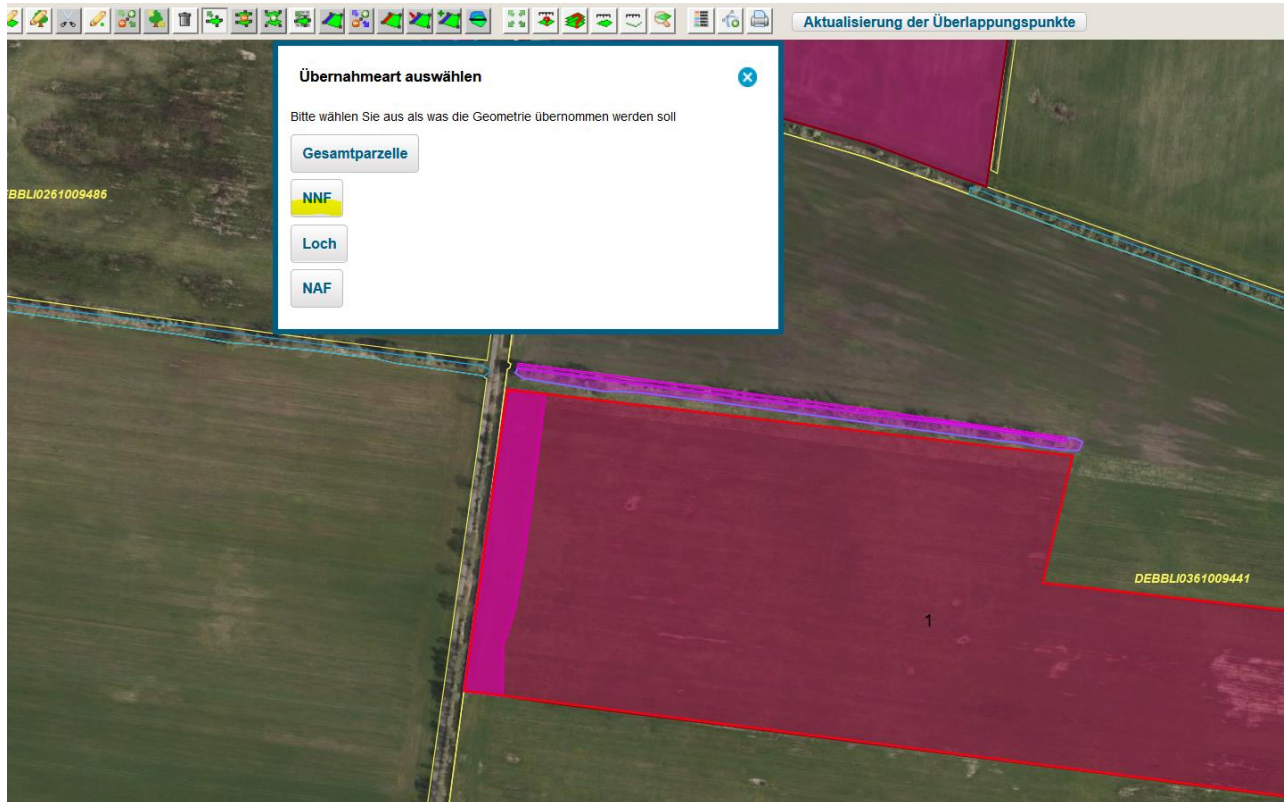 Aktualisierung der Überlappungspunkte
Übernahmeart auswählen
Bitte wählen Sie aus als was die Geometrie übernommen werden soll
Gesamtparzelle
NNF
Loch
NAF
EBBLI0261009486
DEBBLI0361009441
1